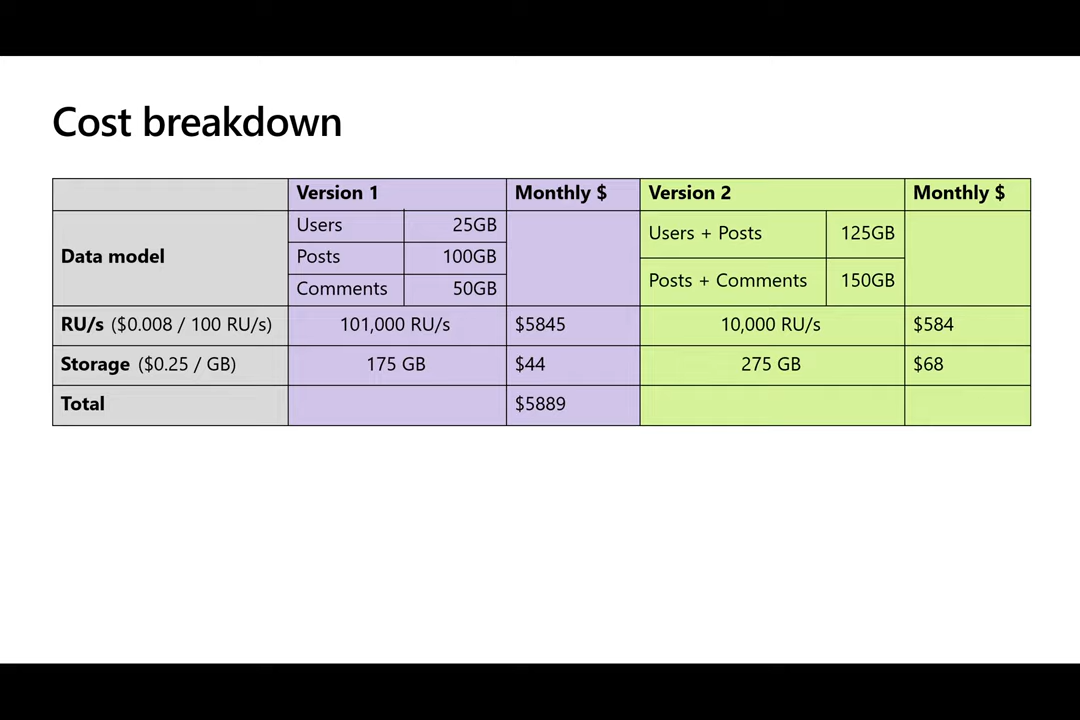 Cost breakdown
Version 1 Monthly $ Version 2 Monthly $
Data model
Users 25GB
Posts 100GB
Comments 50GB
Users + Posts 125GB
Posts + Comments 150GB
RU/s ($0.008 / 100 RU/s) 101,000 RU/s $5845 10,000 RU/s $584
Storage ($0.25 / GB) 175 GB $44 275 GB $68
Total $5889